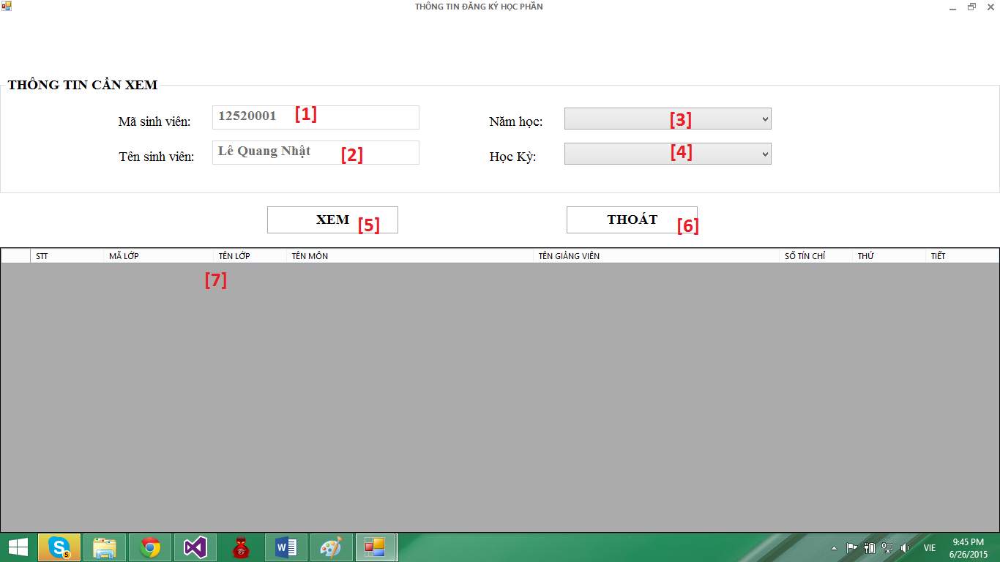 THÔNG TIN ĐĂNG KÝ HỌC PHẦN
THÔNG TIN CẦN XEM
Mã sinh viên: 12520001 [1] Năm học: [3]
Tên sinh viên: Lê Quang Nhật [2] Học Kỳ: [4]
XEM [5] THOÁT [6]
STT MÃ LỚP TÊN LỚP TÊN MÔN TÊN GIẢNG VIÊN SỐ TÍN CHỈ THỨ TIẾT
[7]
S 5 W VIE 9:45 PM
6/26/2015